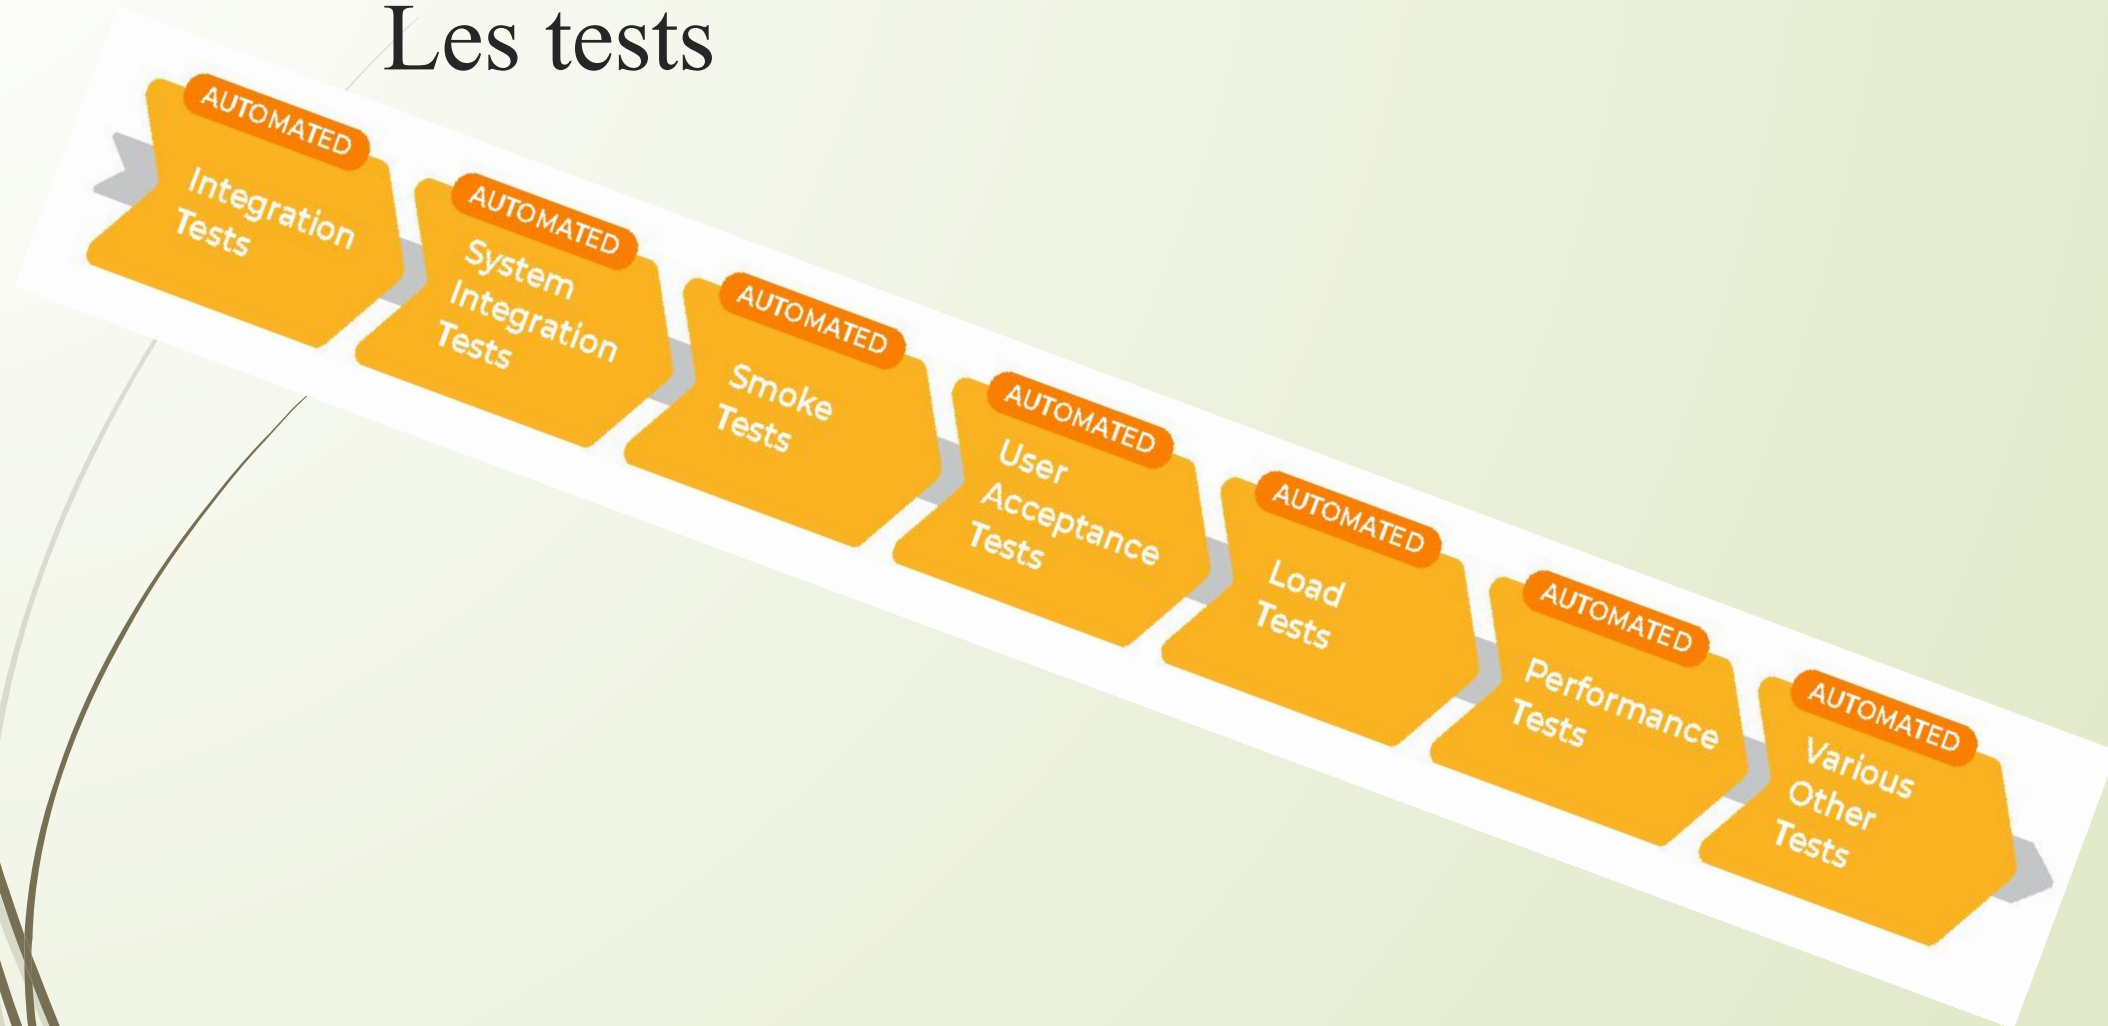 Les tests
AUTOMATED
Integration
Tests
AUTOMATED
System
Integration
Tests
AUTOMATED
Smoke
Tests
AUTOMATED
User
Acceptance
Tests
AUTOMATED
Load
Tests
AUTOMATED
Performance
Tests
AUTOMATED
Various
Other
Tests